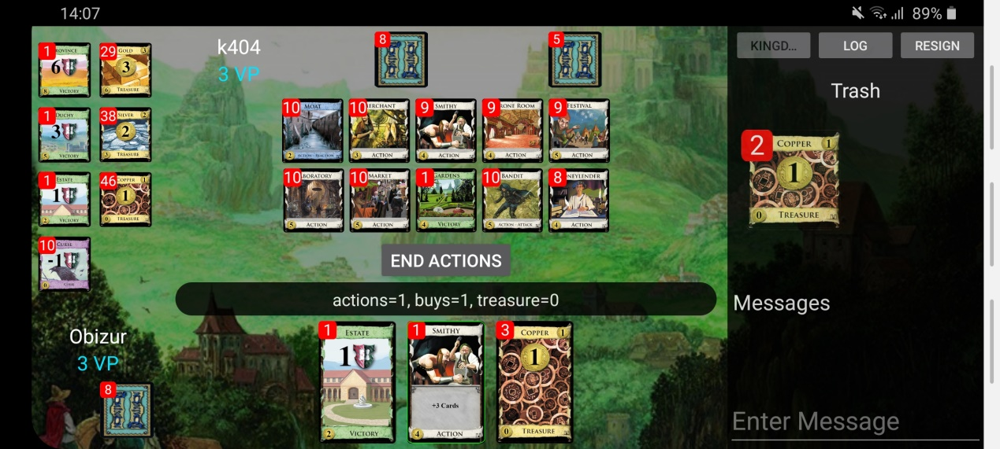 14:07 89%
KINGD... LOG RESIGN
k404
3 VP
8
5
Trash
2
COPPER 1
1
0 TREASURE
1 ROVINCE
6
8 VICTORY
29 GOLD 3
3
6 TREASURE
1 DUCHY
3
5 VICTORY
38 SILVER 2
2
3 TREASURE
1 ESTATE
1
2 VICTORY
46 COPPER 1
1
0 TREASURE
10 CURSE
-1
0
10 MOAT
2 ACTION - REACTION
10 ERCHANT
3 ACTION
9 SMITHY
4 ACTION
9 RONE ROOM
4 ACTION
9 FESTIVAL
5 ACTION
10 BORATORY
5 ACTION
10 MARKET
5 ACTION
1 GARDENS
4 VICTORY
10 BANDIT
5 ACTION - ATTACK
8 NEYLENDER
4 ACTION
END ACTIONS
actions=1, buys=1, treasure=0
Messages
Obizur
3 VP
8
1 ESTATE
1
2 VICTORY
1 SMITHY
+3 Cards
4 ACTION
3 COPPER 1
1
0 TREASURE
Enter Message